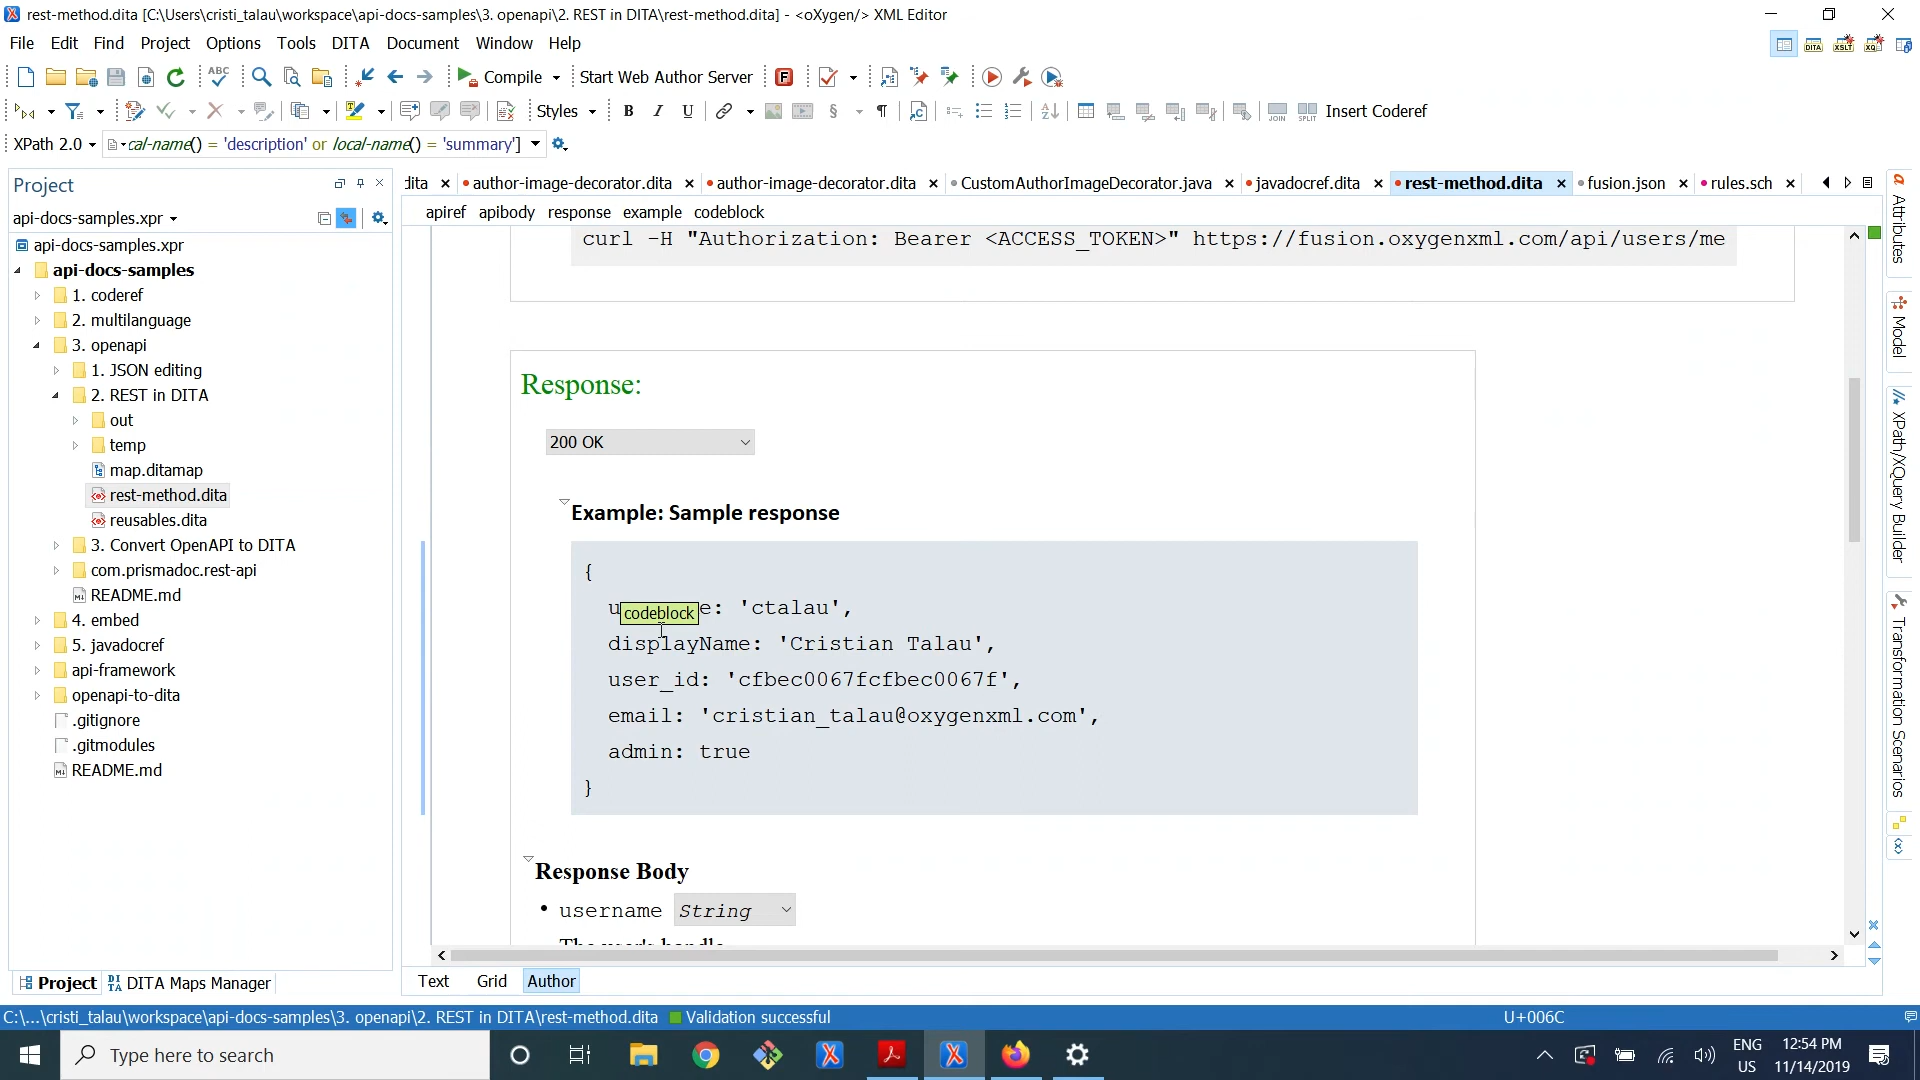 rest-method.dita [C:\Users\cristi_talau\workspace\api-docs-samples\3. openapi\2. REST in DITA\rest-method.dita] - <oXygen/> XML Editor
File Edit Find Project Options Tools DITA Document Window Help
DITA XSLT XQ
ABC Compile Start Web Author Server F
Styles B I U § ¶ JOIN SPLIT Insert Coderef
XPath 2.0 cal-name() = 'description' or local-name() = 'summary']
Project
dita author-image-decorator.dita author-image-decorator.dita CustomAuthorImageDecorator.java javadocref.dita rest-method.dita fusion.json rules.sch
api-docs-samples.xpr
apiref apibody response example codeblock
api-docs-samples.xpr
api-docs-samples
1. coderef
2. multilanguage
3. openapi
1. JSON editing
2. REST in DITA
out
temp
map.ditamap
rest-method.dita
reusables.dita
3. Convert OpenAPI to DITA
com.prismadoc.rest-api
README.md
4. embed
5. javadocref
api-framework
openapi-to-dita
.gitignore
.gitmodules
README.md
curl -H "Authorization: Bearer <ACCESS_TOKEN>" https://fusion.oxygenxml.com/api/users/me
Response:
200 OK
Example: Sample response
{
u codeblock e: 'ctalau',
displayName: 'Cristian Talau',
user_id: 'cfbec0067fcfbec0067f',
email: 'cristian_talau@oxygenxml.com',
admin: true
}
Response Body
• username String
The user's handle
Attributes
Model
XPath/XQuery Builder
Transformation Scenarios
Project DITA Maps Manager
Text Grid Author
C:\...\cristi_talau\workspace\api-docs-samples\3. openapi\2. REST in DITA\rest-method.dita Validation successful U+006C
Type here to search
ENG
US
12:54 PM
11/14/2019